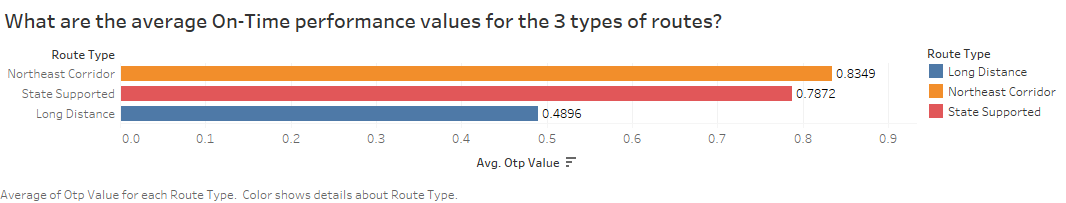 What are the average On-Time performance values for the 3 types of routes?
Route Type
Northeast Corridor 0.8349
State Supported 0.7872
Long Distance 0.4896
0.0 0.1 0.2 0.3 0.4 0.5 0.6 0.7 0.8 0.9
Avg. Otp Value
Route Type
Long Distance
Northeast Corridor
State Supported
Average of Otp Value for each Route Type. Color shows details about Route Type.